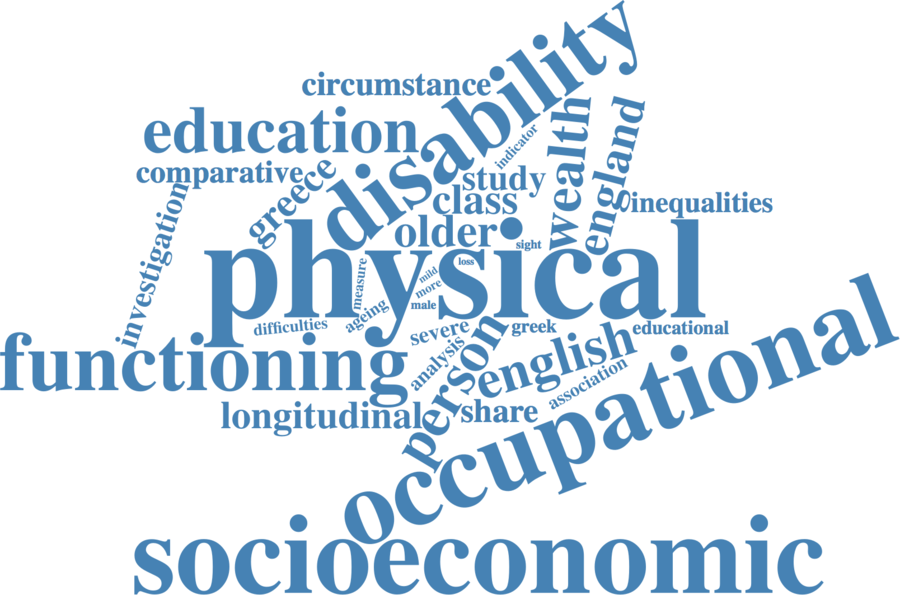 disability
circumstance
education
wealth
england
indicator
comparative
greece
study
investigation
class
inequalities
older
physical
sight
loss
mild
measure
more
male
ageing
difficulties
severe
greek
educational
functioning
person
english
analysis
association
occupational
longitudinal
share
socioeconomic